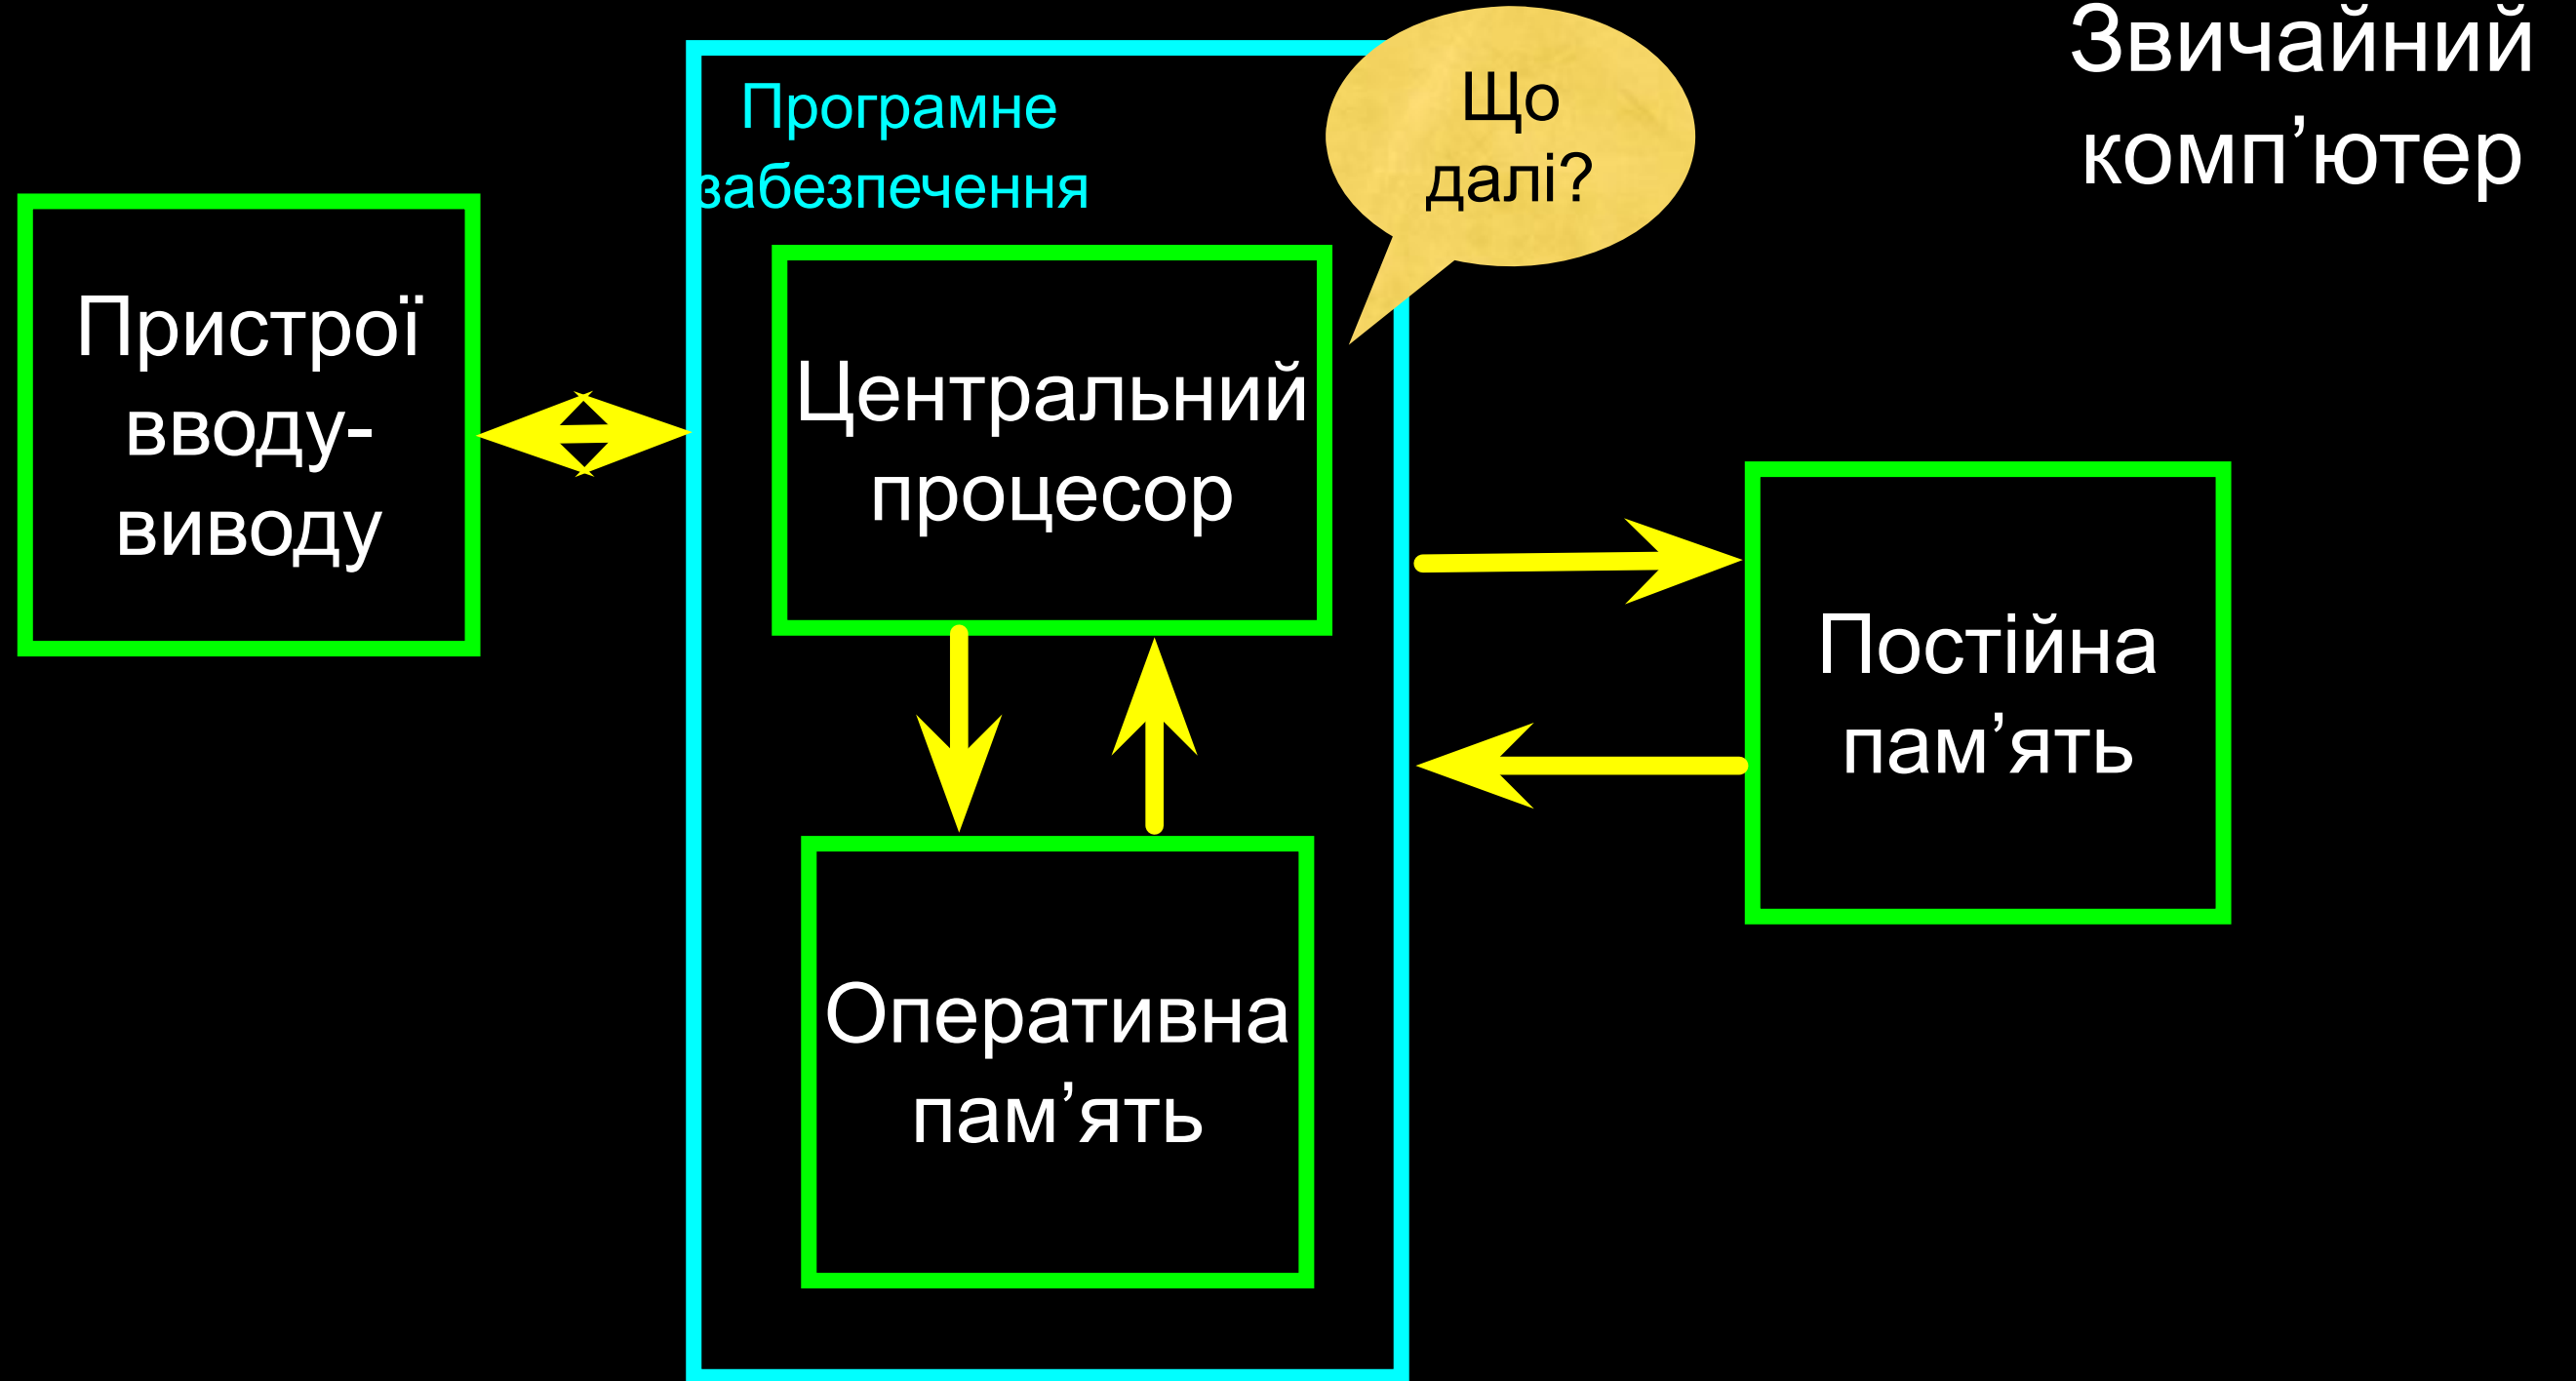 Звичайний
комп’ютер
Програмне
забезпечення
Що
далі?
Пристрої
вводу-
виводу
Центральний
процесор
Постійна
пам’ять
Оперативна
пам’ять